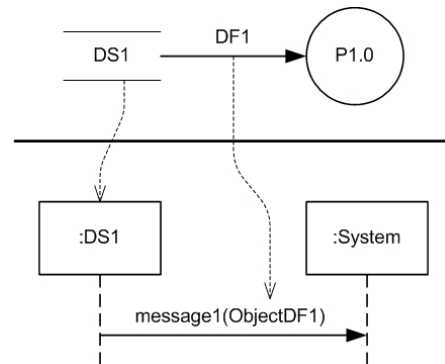 DF1
DS1
P1.0
:DS1
:System
message1(ObjectDF1)